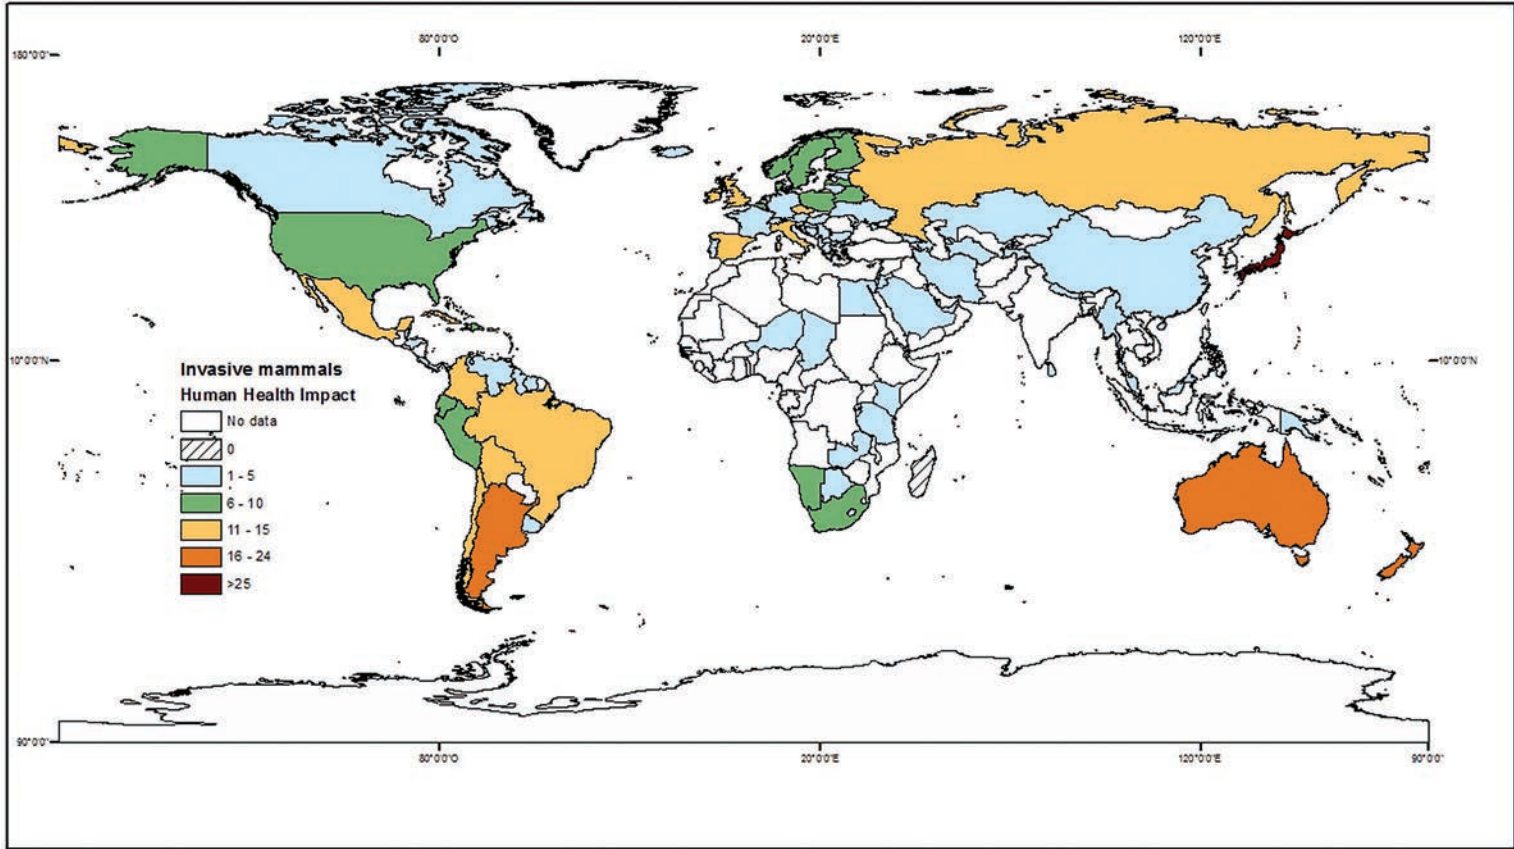 80°0'0"O 20°0'0"E 120°0'0"E
180°0'0"
10°0'0"N 10°0'0"N
Invasive mammals
Human Health Impact
No data
0
1 - 5
6 - 10
11 - 15
16 - 24
>25
90°0'0"
80°0'0"O 20°0'0"E 120°0'0"E 90°0'0"